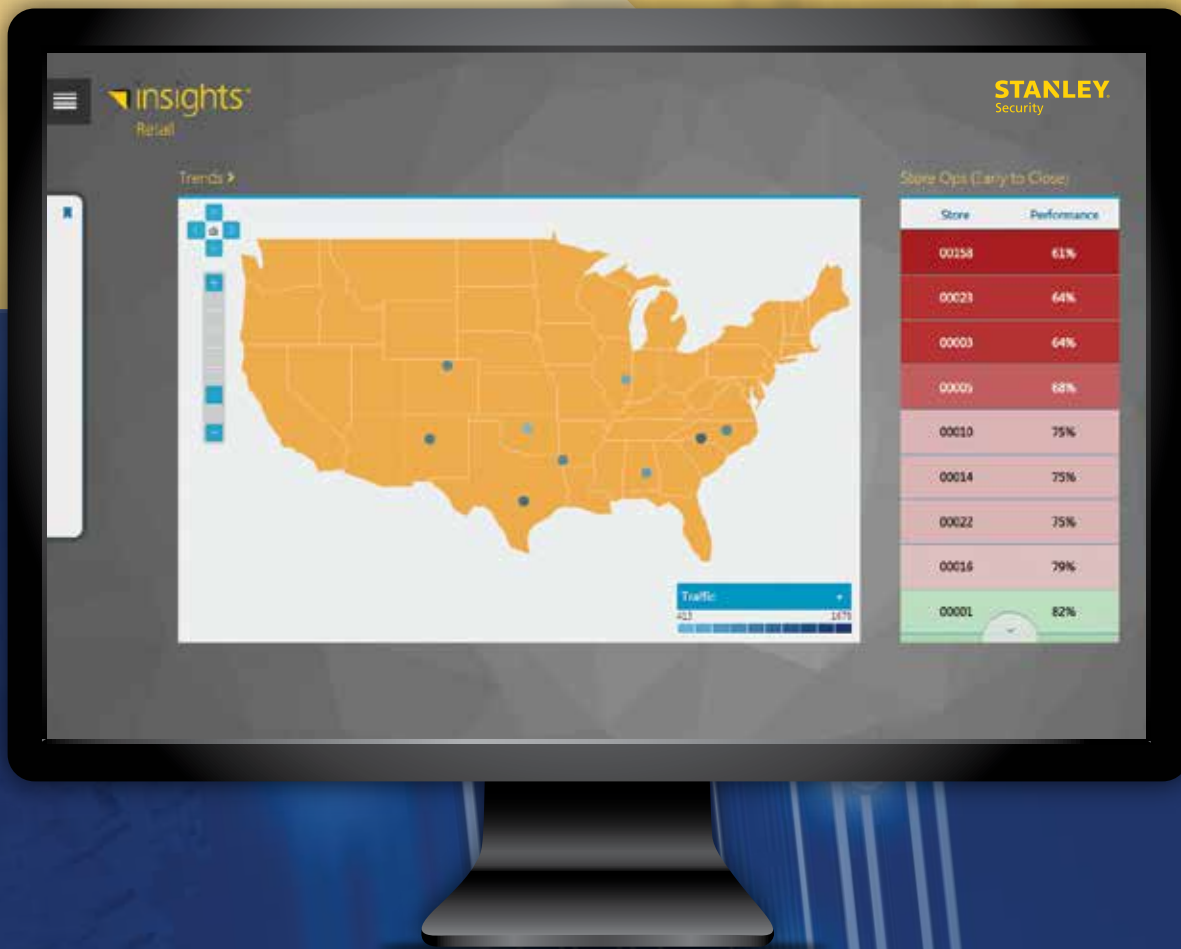 insights
Retail
STANLEY
Security
Trends >
Store Ops (Early to Close)
Store Performance
00158 61%
00023 64%
00003 64%
00005 68%
00010 75%
00014 75%
00022 75%
00016 79%
00001 82%
Traffic
413